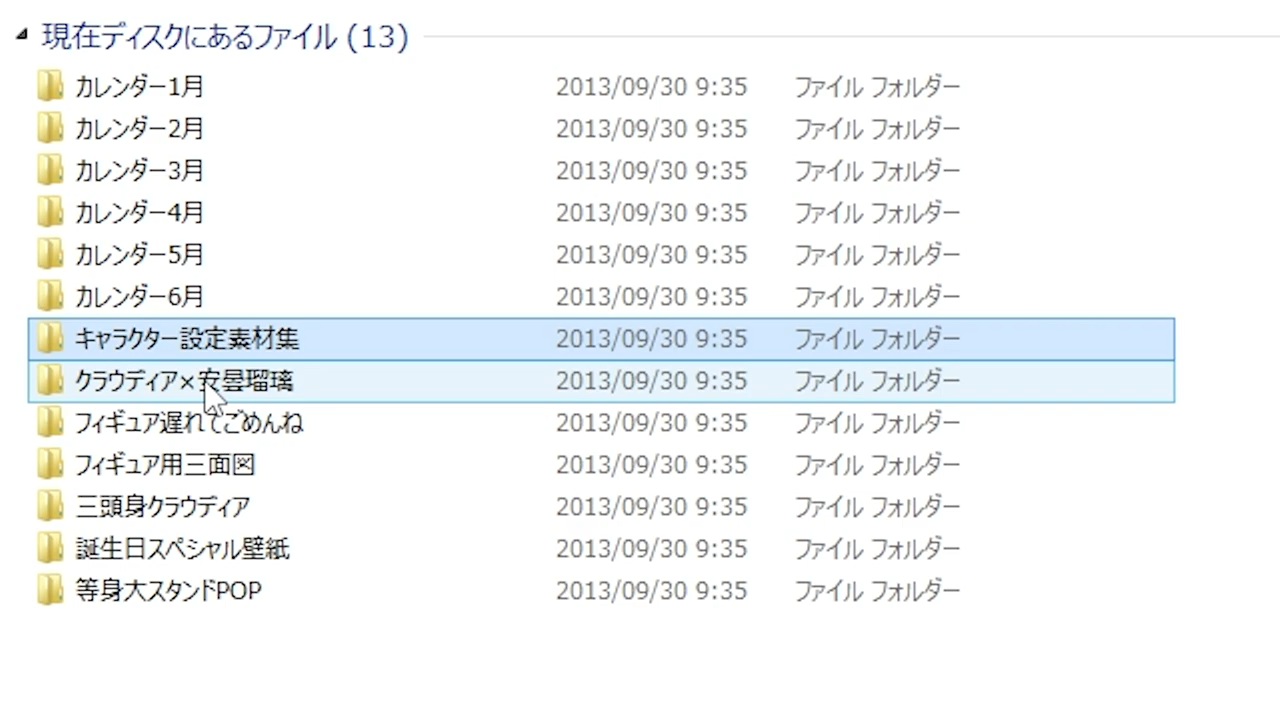 現在ディスクにあるファイル (13)
カレンダー1月 2013/09/30 9:35 ファイル フォルダー
カレンダー2月 2013/09/30 9:35 ファイル フォルダー
カレンダー3月 2013/09/30 9:35 ファイル フォルダー
カレンダー4月 2013/09/30 9:35 ファイル フォルダー
カレンダー5月 2013/09/30 9:35 ファイル フォルダー
カレンダー6月 2013/09/30 9:35 ファイル フォルダー
キャラクター設定素材集 2013/09/30 9:35 ファイル フォルダー
クラウディア×安曇瑠璃 2013/09/30 9:35 ファイル フォルダー
フィギュア遅れてごめんね 2013/09/30 9:35 ファイル フォルダー
フィギュア用三面図 2013/09/30 9:35 ファイル フォルダー
三頭身クラウディア 2013/09/30 9:35 ファイル フォルダー
誕生日スペシャル壁紙 2013/09/30 9:35 ファイル フォルダー
等身大スタンドPOP 2013/09/30 9:35 ファイル フォルダー